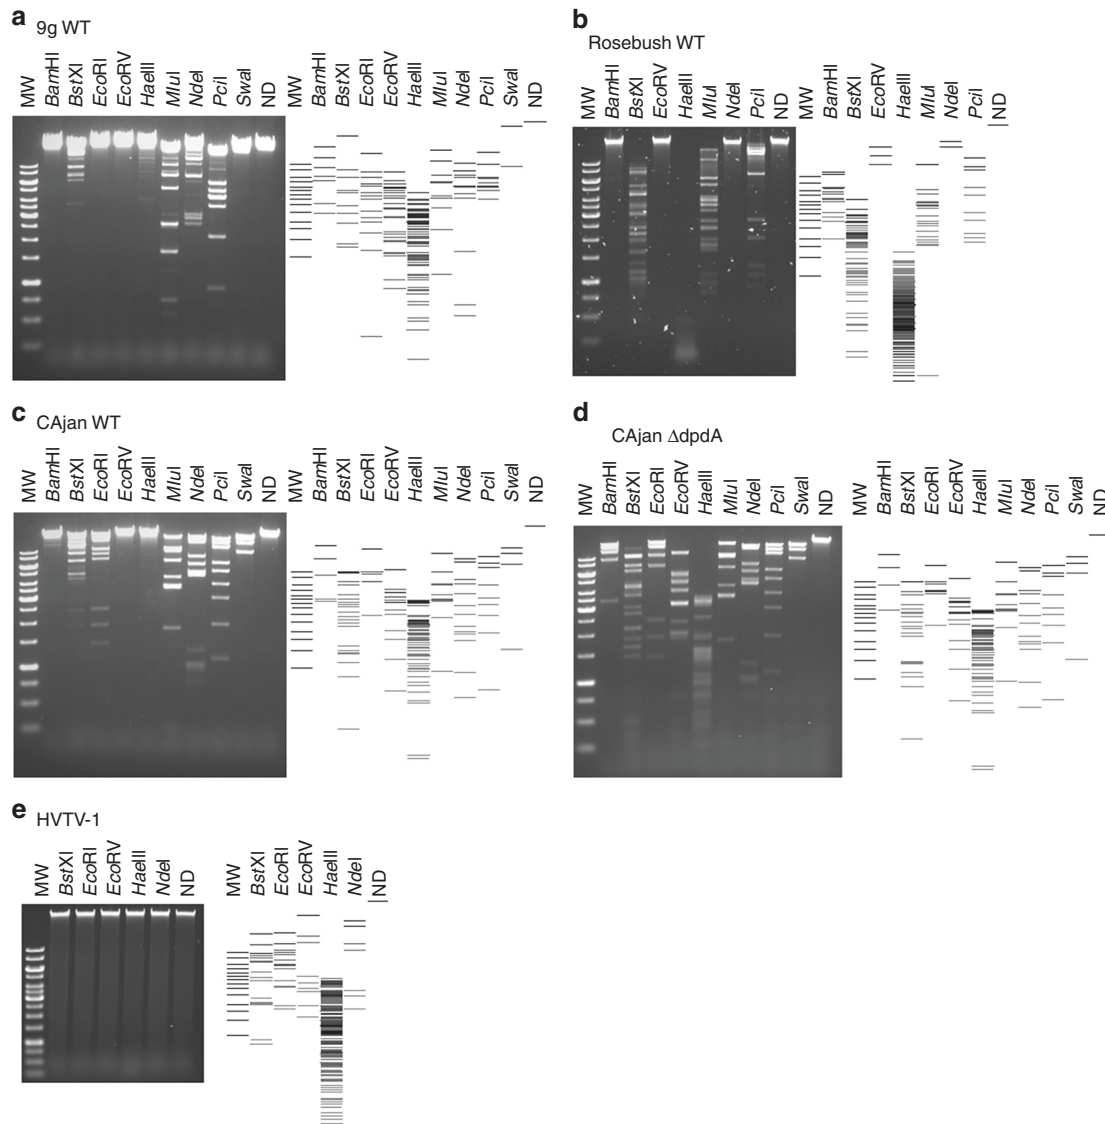 a 9g WT
MW BamHI BstXI EcoRI EcoRV HaeIII MluI NdeI PciI SwaI ND MW BamHI BstXI EcoRI EcoRV HaeIII MluI NdeI PciI SwaI ND
b Rosebush WT
MW BamHI BstXI EcoRV HaeIII MluI NdeI PciI ND MW BamHI BstXI EcoRV HaeIII MluI NdeI PciI ND
c CAjan WT
MW BamHI BstXI EcoRI EcoRV HaeIII MluI NdeI PciI SwaI ND MW BamHI BstXI EcoRI EcoRV HaeIII MluI NdeI PciI SwaI ND
d CAjan ΔdpdA
MW BamHI BstXI EcoRI EcoRV HaeIII MluI NdeI PciI SwaI ND MW BamHI BstXI EcoRI EcoRV HaeIII MluI NdeI PciI SwaI ND
e HVTV-1
MW BstXI EcoRI EcoRV HaeIII NdeI ND MW BstXI EcoRI EcoRV HaeIII NdeI ND